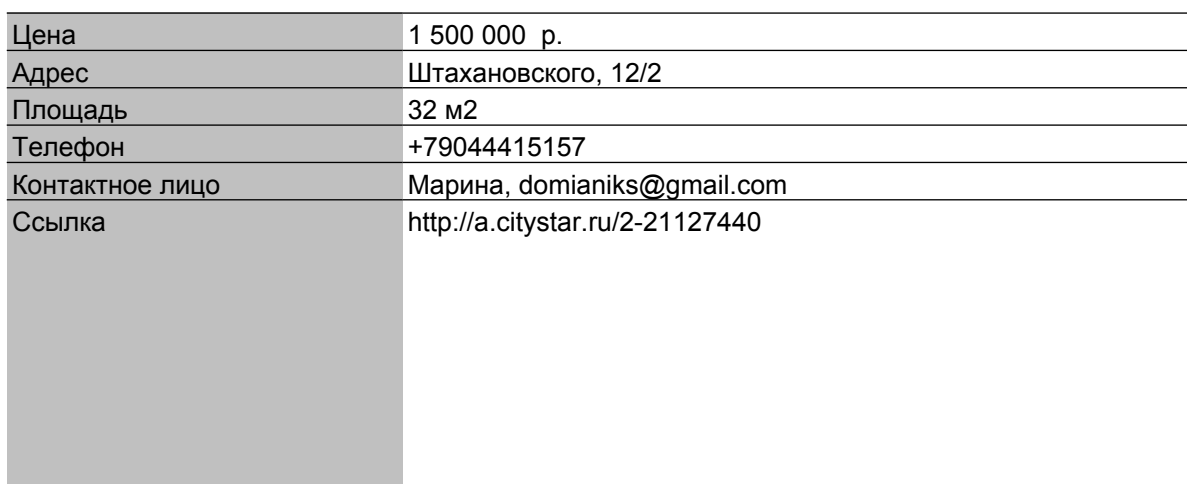 Цена 1 500 000 р.
Адрес Штахановского, 12/2
Площадь 32 м2
Телефон +79044415157
Контактное лицо Марина, domianiks@gmail.com
Ссылка http://a.citystar.ru/2-21127440